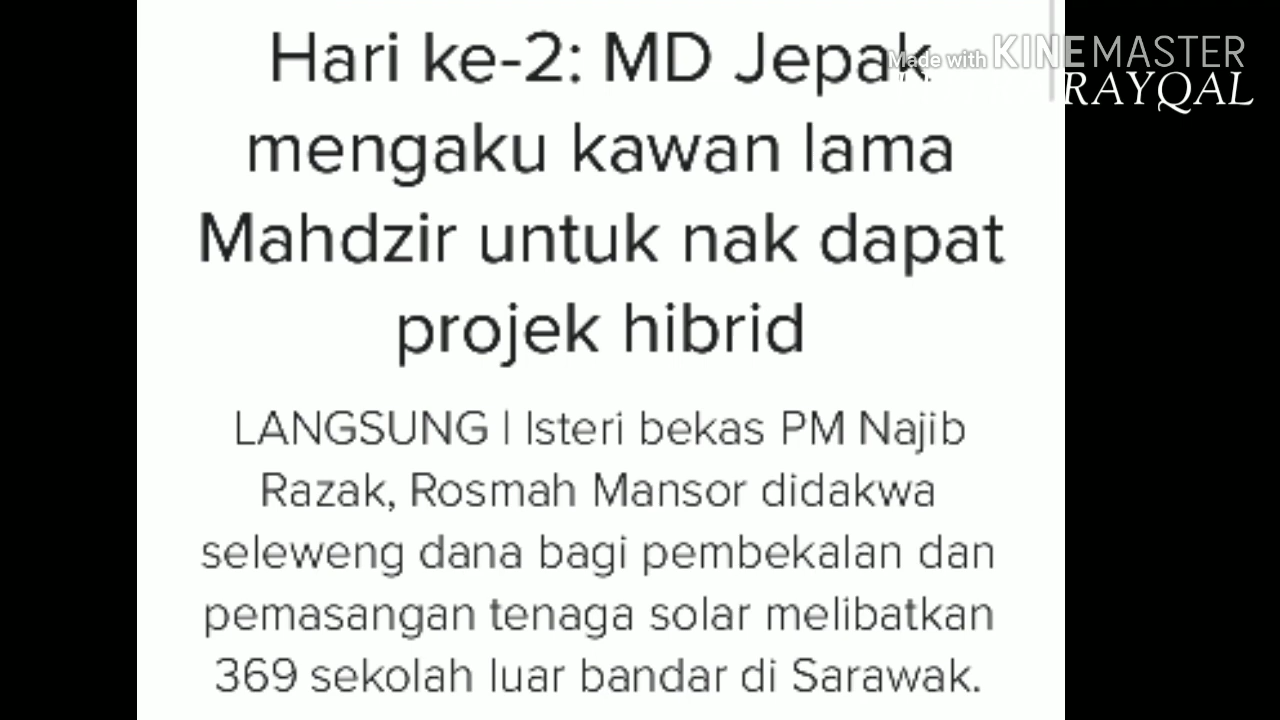 Hari ke-2: MD Jepak
mengaku kawan lama
Mahdzir untuk nak dapat
projek hibrid
LANGSUNG | Isteri bekas PM Najib
Razak, Rosmah Mansor didakwa
seleweng dana bagi pembekalan dan
pemasangan tenaga solar melibatkan
369 sekolah luar bandar di Sarawak.
Made with KINEMASTER
RAYQAL